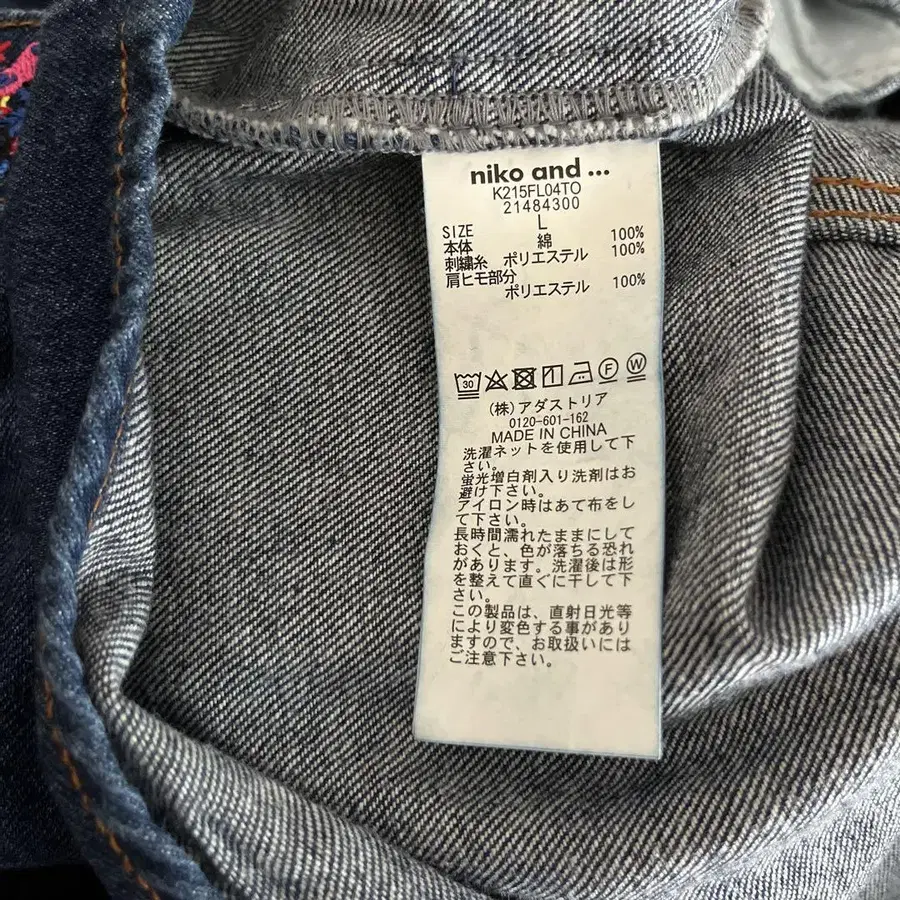 niko and ...
K215FL04TO
21484300
SIZE L
本体 綿 100%
刺繍糸 ポリエステル 100%
肩ヒモ部分
ポリエステル 100%
30 F W
(株)アダストリア
0120-601-162
MADE IN CHINA
洗濯ネットを使用して下
さい。
蛍光増白剤入り洗剤はお
避け下さい。
アイロン時はあて布をし
て下さい。
長時間濡れたままにして
おくと、色が落ちる恐れ
があります。洗濯後は形
を整えて直ぐに干して下
さい。
この製品は、直射日光等
により変色する事があり
ますので、お取扱いには
ご注意下さい。